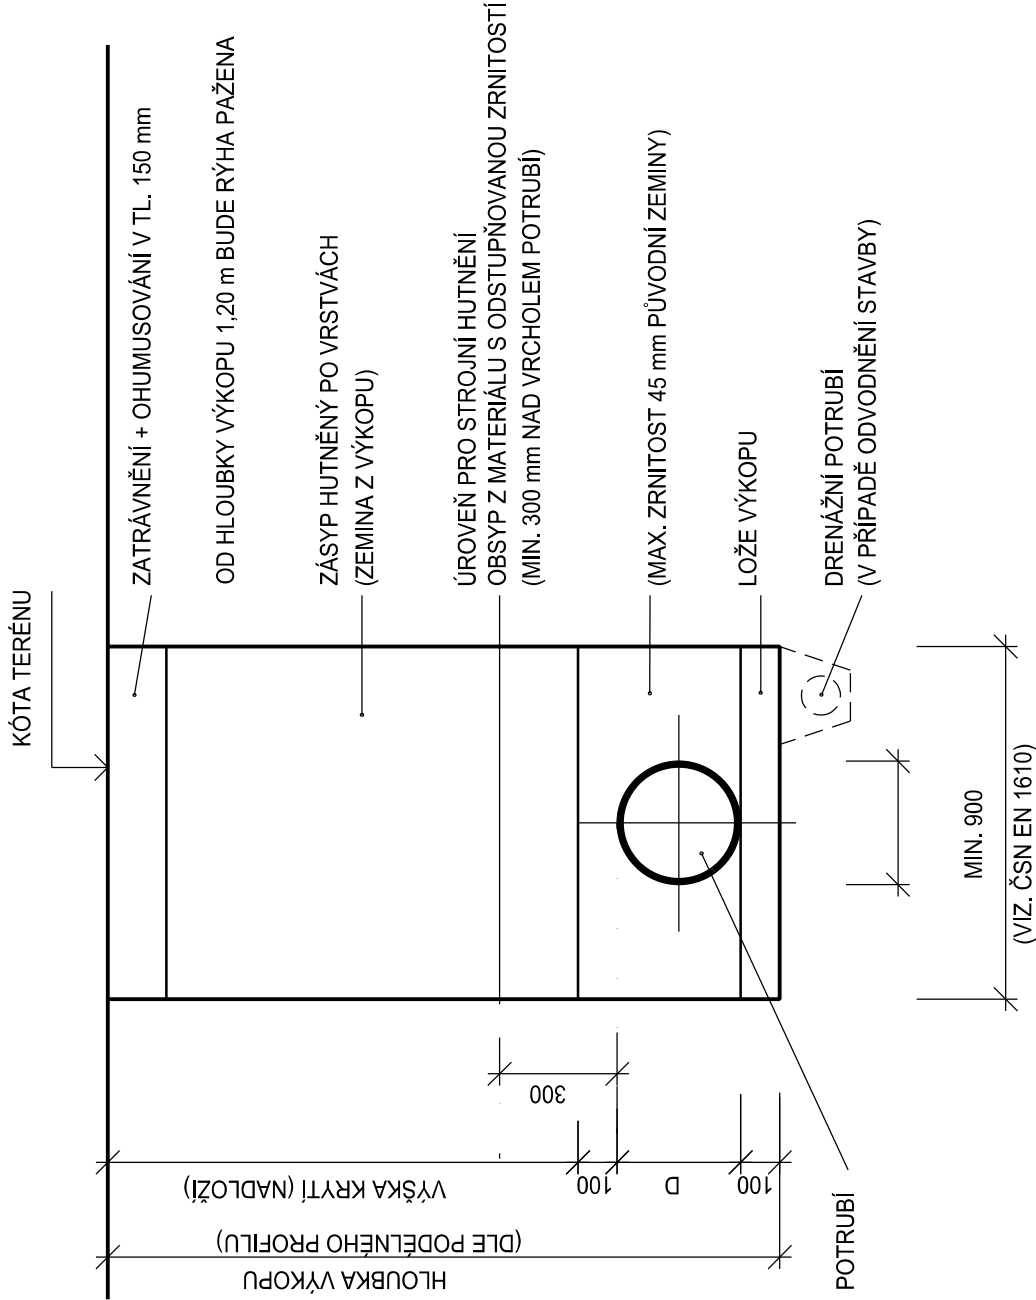 KÓTA TERÉNU
ZATRÁVNĚNÍ + OHUMUSOVÁNÍ V TL. 150 mm
OD HLOUBKY VÝKOPU 1,20 m BUDE RÝHA PAŽENA
ZÁSYP HUTNĚNÝ PO VRSTVÁCH
(ZEMINA Z VÝKOPU)
ÚROVEŇ PRO STROJNÍ HUTNĚNÍ
OBSYP Z MATERIÁLU S ODSTUPŇOVANOU ZRNITOSTÍ
(MIN. 300 mm NAD VRCHOLEM POTRUBÍ)
(MAX. ZRNITOST 45 mm PŮVODNÍ ZEMINY)
LOŽE VÝKOPU
DRENÁŽNÍ POTRUBÍ
(V PŘÍPADĚ ODVODNĚNÍ STAVBY)
MIN. 900
(VIZ. ČSN EN 1610)
300
VÝŠKA KRYTÍ (NADLOŽÍ)
100
D
100
HLOUBKA VÝKOPU
(DLE PODÉLNÉHO PROFILU)
POTRUBÍ